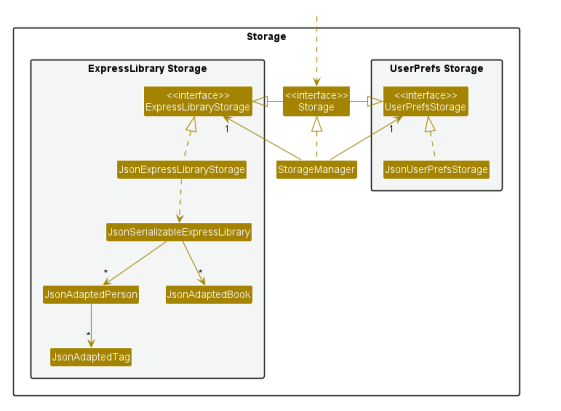 Storage
ExpressLibrary Storage
UserPrefs Storage
<<interface>>
ExpressLibraryStorage
<<interface>>
Storage
<<interface>>
UserPrefsStorage
1
1
JsonExpressLibraryStorage
StorageManager
JsonUserPrefsStorage
JsonSerializableExpressLibrary
*
*
JsonAdaptedPerson
JsonAdaptedBook
*
JsonAdaptedTag